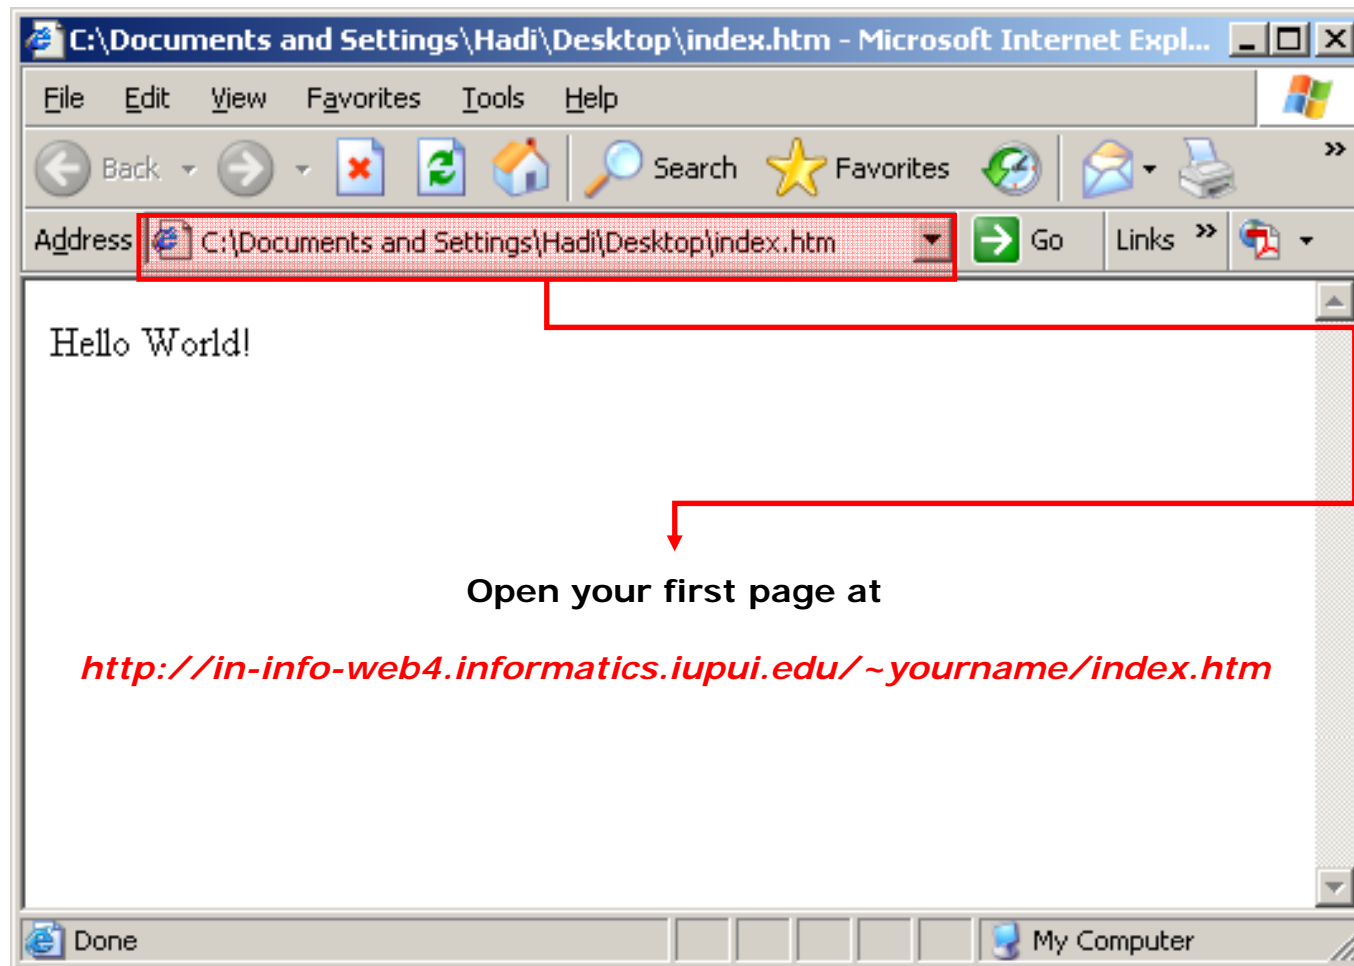 C:\Documents and Settings\Hadi\Desktop\index.htm - Microsoft Internet Expl...
File Edit View Favorites Tools Help
Back Search Favorites »
Address C:\Documents and Settings\Hadi\Desktop\index.htm Go Links »
Hello World!
Open your first page at
http://in-info-web4.informatics.iupui.edu/~yourname/index.htm
Done My Computer